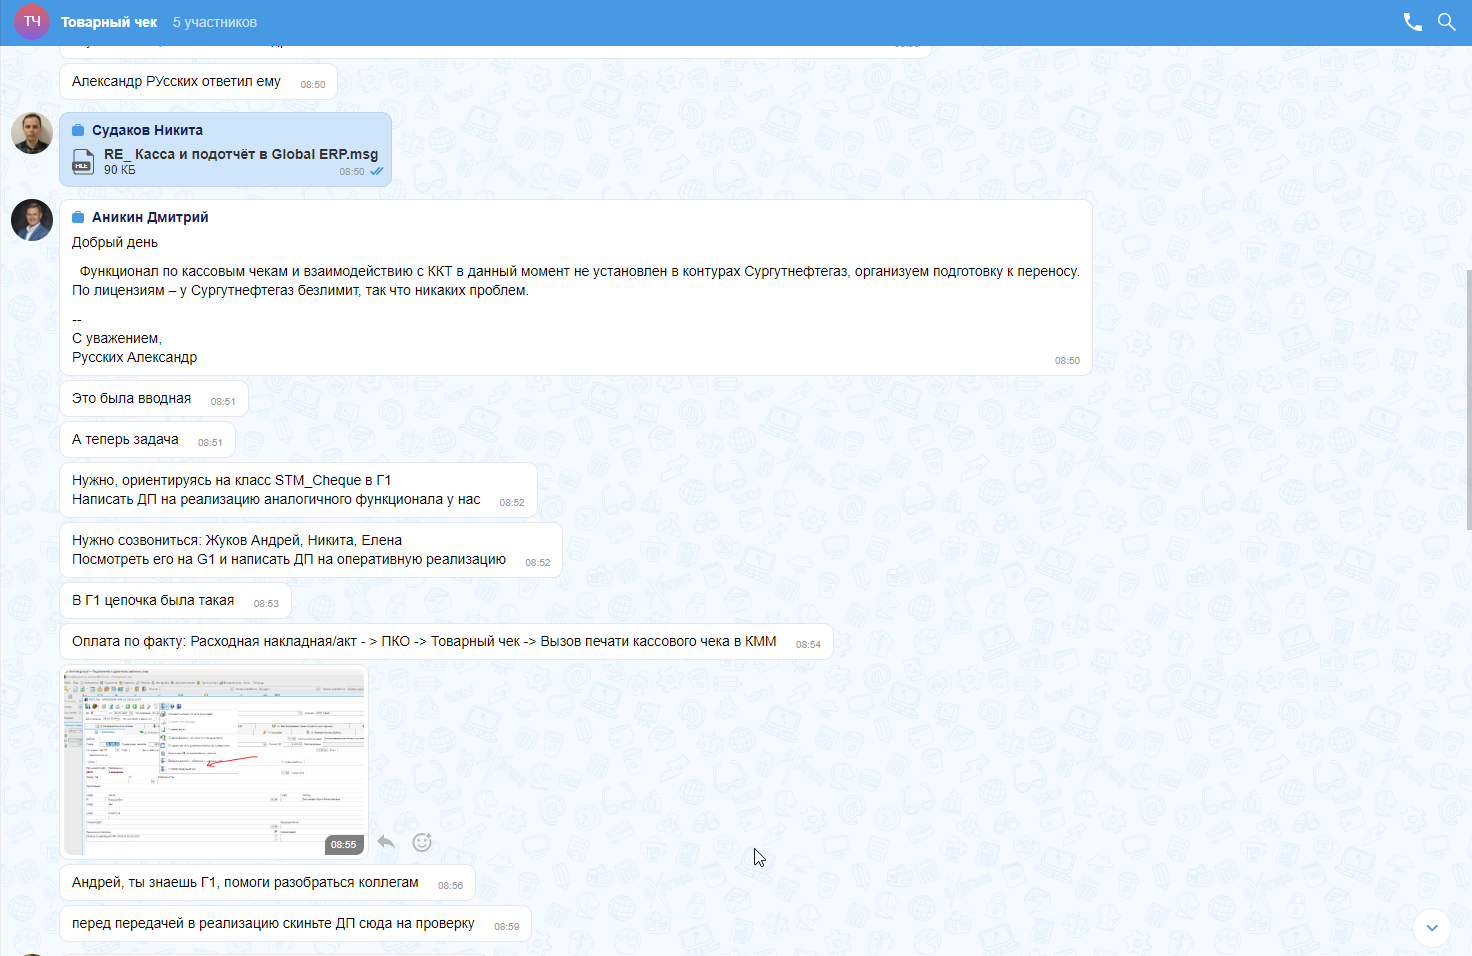 ТЧ
Товарный чек 5 участников
Александр РУсских ответил ему 08:50
Судаков Никита
RE_ Касса и подотчёт в Global ERP.msg
FILE
90 КБ 08:50
Аникин Дмитрий
Добрый день
Функционал по кассовым чекам и взаимодействию с ККТ в данный момент не установлен в контурах Сургутнефтегаз, организуем подготовку к переносу.
По лицензиям – у Сургутнефтегаз безлимит, так что никаких проблем.
--
С уважением,
Русских Александр
08:50
Это была вводная 08:51
А теперь задача 08:51
Нужно, ориентируясь на класс STM_Cheque в Г1
Написать ДП на реализацию аналогичного функционала у нас 08:52
Нужно созвониться: Жуков Андрей, Никита, Елена
Посмотреть его на G1 и написать ДП на оперативную реализацию 08:52
В Г1 цепочка была такая 08:53
Оплата по факту: Расходная накладная/акт - > ПКО -> Товарный чек -> Вызов печати кассового чека в КММ 08:54
08:55
Андрей, ты знаешь Г1, помоги разобраться коллегам 08:56
перед передачей в реализацию скиньте ДП сюда на проверку 08:59